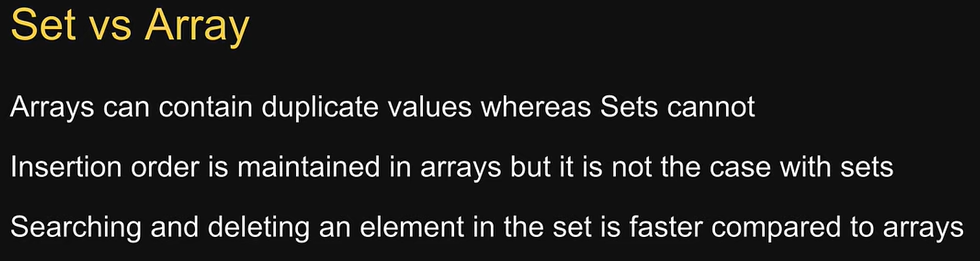 Set vs Array
Arrays can contain duplicate values whereas Sets cannot
Insertion order is maintained in arrays but it is not the case with sets
Searching and deleting an element in the set is faster compared to arrays